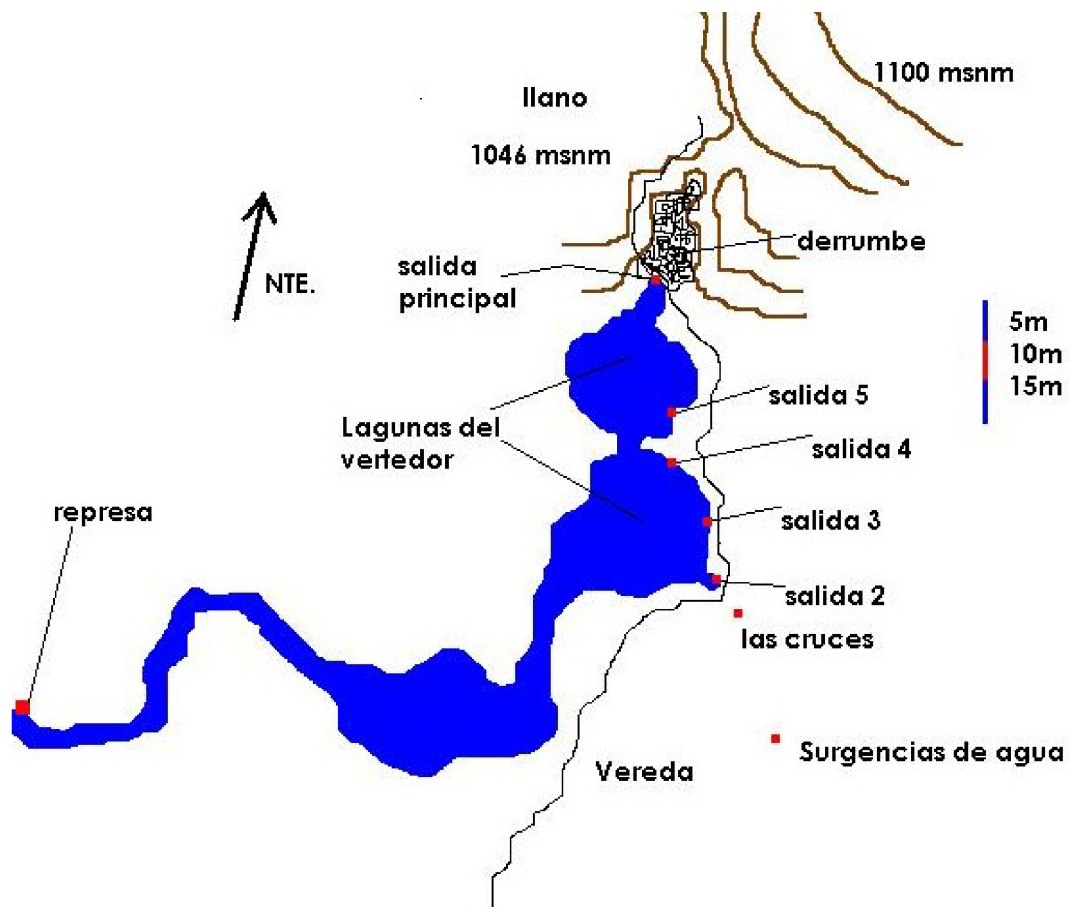 1100 msnm
llano
1046 msnm
derrumbe
salida
principal
NTE.
5m
10m
15m
salida 5
Lagunas del
vertedor
salida 4
represa
salida 3
salida 2
las cruces
Surgencias de agua
Vereda